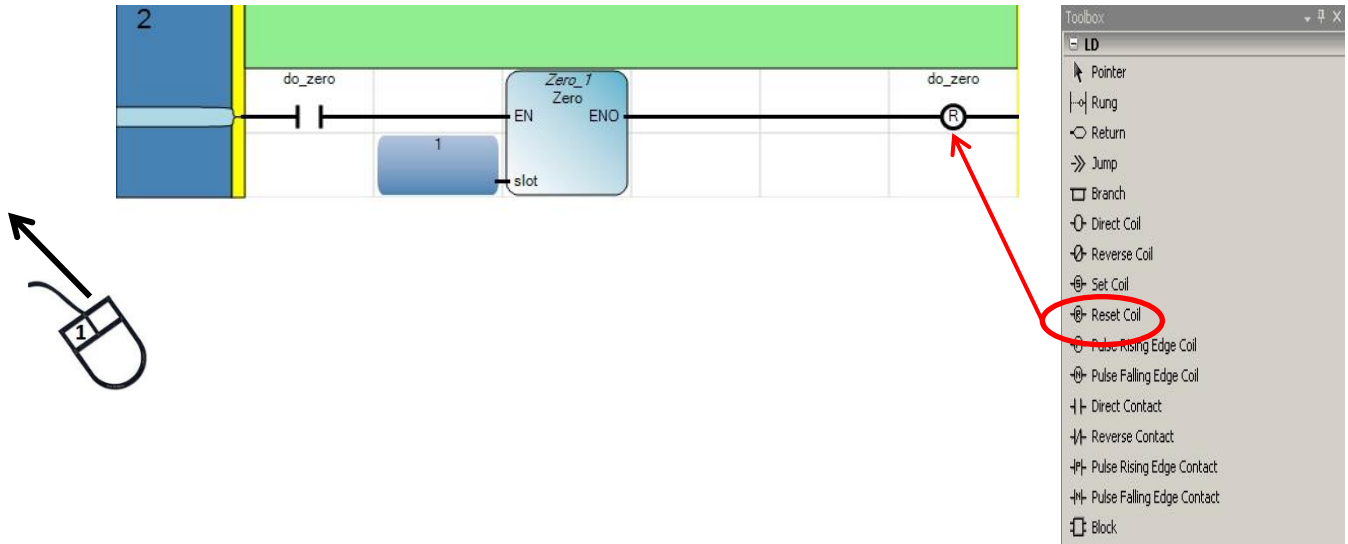 2
do_zero
Zero_1
Zero
do_zero
EN
ENO
R
1
slot
1
Toolbox
LD
Pointer
Rung
Return
Jump
Branch
Direct Coil
Reverse Coil
S Set Coil
R Reset Coil
Pulse Rising Edge Coil
N Pulse Falling Edge Coil
Direct Contact
Reverse Contact
P Pulse Rising Edge Contact
N Pulse Falling Edge Contact
Block